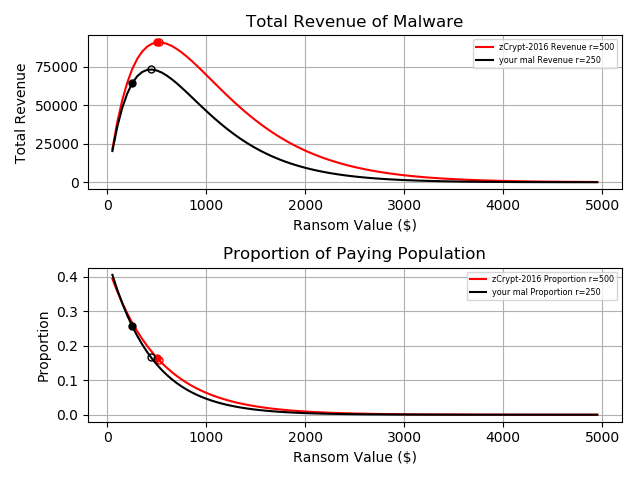 Total Revenue of Malware
zCrypt-2016 Revenue r=500
your mal Revenue r=250
Total Revenue
75000
50000
25000
0
0 1000 2000 3000 4000 5000
Ransom Value ($)
Proportion of Paying Population
zCrypt-2016 Proportion r=500
your mal Proportion r=250
Proportion
0.4
0.3
0.2
0.1
0.0
0 1000 2000 3000 4000 5000
Ransom Value ($)